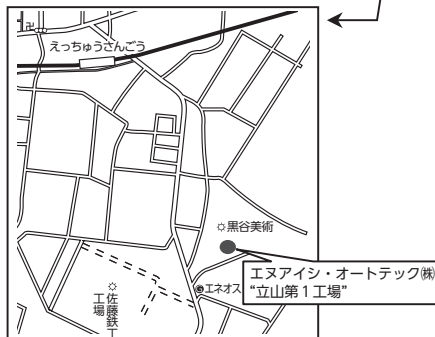 えっちゅうさんごう
黒谷美術
エヌアイシ・オートテック㈱
“立山第1工場”
エネオス
佐藤鉄工
工場